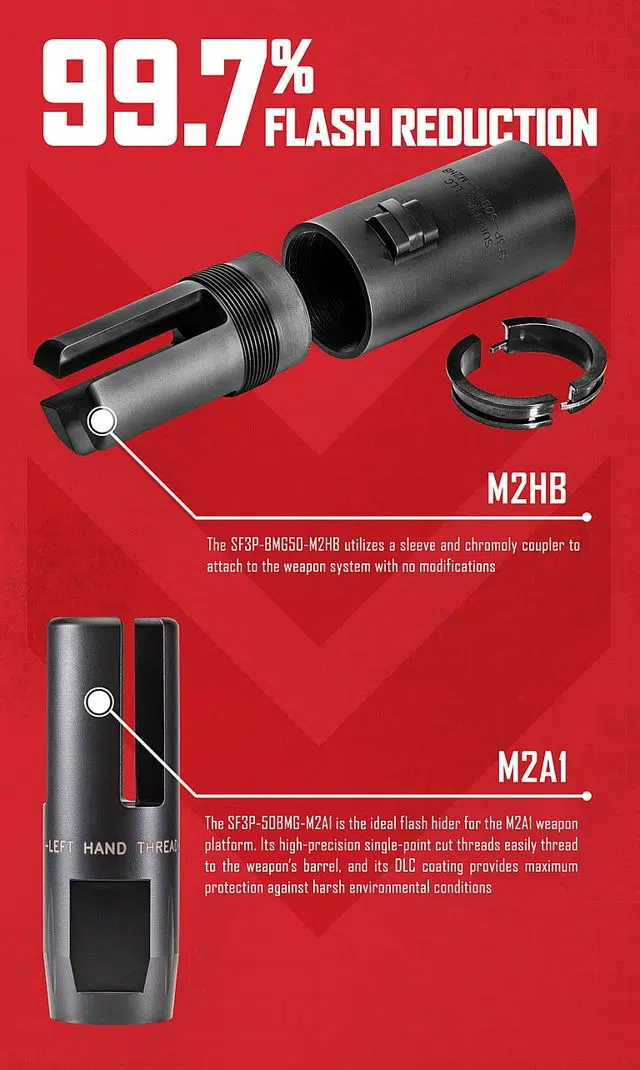 99.7%
FLASH REDUCTION
SUREFIRE, LLC
M2HB
The SF3P-BMG50-M2HB utilizes a sleeve and chromoly coupler to
attach to the weapon system with no modifications
M2A1
The SF3P-50BMG-M2A1 is the ideal flash hider for the M2A1 weapon
platform. Its high-precision single-point cut threads easily thread
to the weapon's barrel, and its DLC coating provides maximum
protection against harsh environmental conditions
-LEFT HAND THREAD